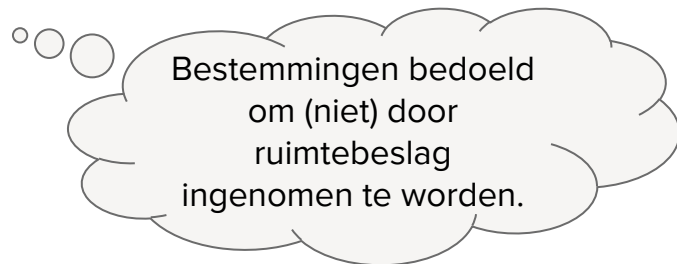 Bestemmingen bedoeld
om (niet) door
ruimtebeslag
ingenomen te worden.